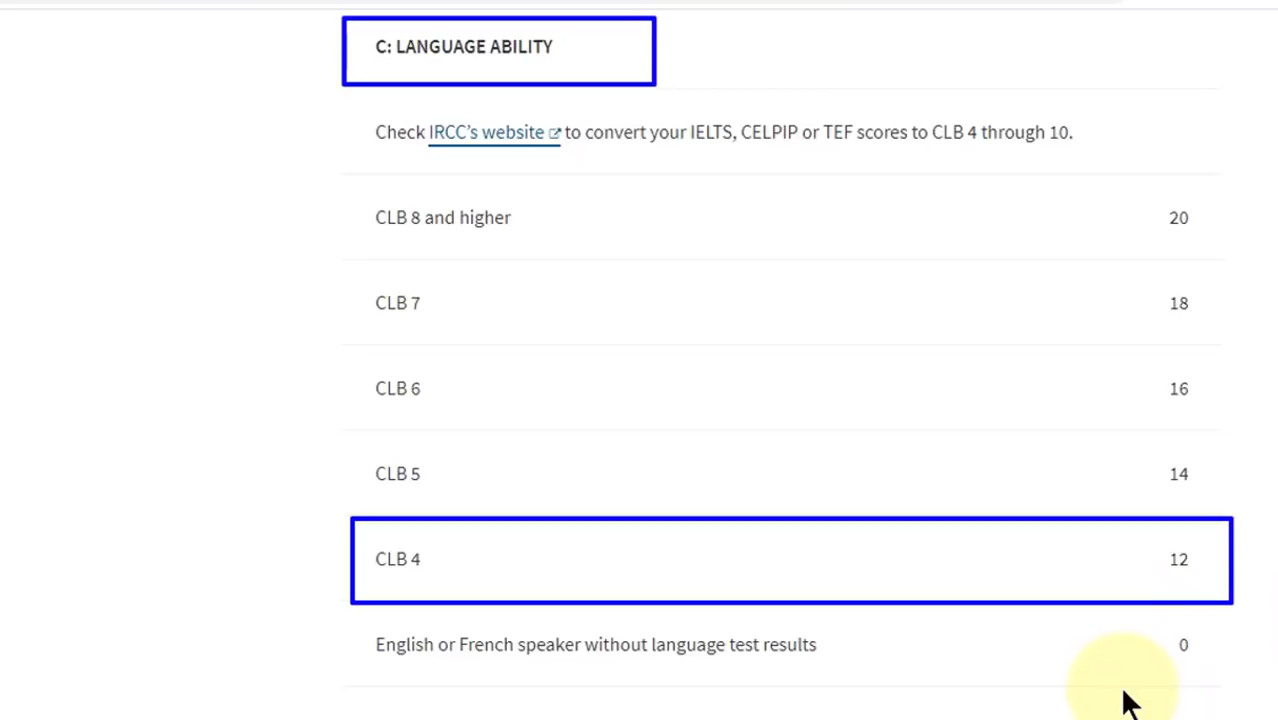 C: LANGUAGE ABILITY
Check IRCC's website to convert your IELTS, CELPIP or TEF scores to CLB 4 through 10.
CLB 8 and higher 20
CLB 7 18
CLB 6 16
CLB 5 14
CLB 4 12
English or French speaker without language test results 0